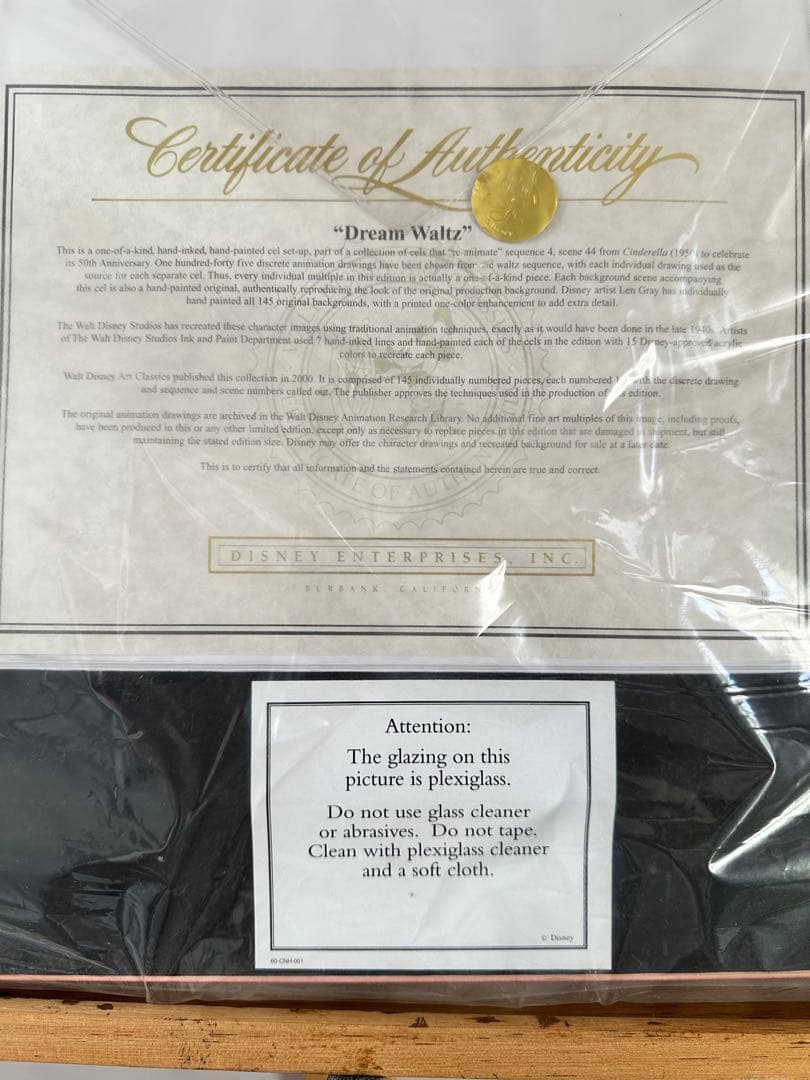 Certificate of Authenticity
“Dream Waltz”
This is a one-of-a-kind, hand-inked, hand-painted cel set-up, part of a collection of cels that “re-animate” sequence 4, scene 44 from Cinderella (1950) to celebrate
its 50th Anniversary. One hundred-forty five discrete animation drawings have been chosen from waltz sequence, with each individual drawing used as the
source for each separate cel. Thus, every individual multiple in this edition is actually a one-of-a-kind piece. Each background scene accompanying
this cel is also a hand-painted original, authentically reproducing the look of the original production background. Disney artist Len Gray has individually
hand painted all 145 original backgrounds, with a printed one-color enhancement to add extra detail.
The Walt Disney Studios has recreated these character images using traditional animation techniques, exactly as it would have been done in the late 1940s. Artists
of The Walt Disney Studios Ink and Paint Department used 7 hand-inked lines and hand-painted each of the cels in the edition with 15 Disney-approved acrylic
colors to recreate each piece.
Walt Disney Art Classics published this collection in 2000. It is comprised of 145 individually numbered pieces, each numbered with the discrete drawing
and sequence and scene numbers called out. The publisher approves the techniques used in the production of edition.
The original animation drawings are archived in the Walt Disney Animation Research Library. No additional fine art multiples of this image, including proofs,
have been produced in this or any other limited edition, except only as necessary to replace pieces in this edition that are damaged in shipment, but still
maintaining the stated edition size. Disney may offer the character drawings and recreated background for sale at a later date.
This is to certify that all information and the statements contained herein are true and correct.
DISNEY ENTERPRISES, INC.
BURBANK, CALIFORNIA
Attention:
The glazing on this
picture is plexiglass.
Do not use glass cleaner
or abrasives. Do not tape.
Clean with plexiglass cleaner
and a soft cloth.
© Disney
60-CNH-001